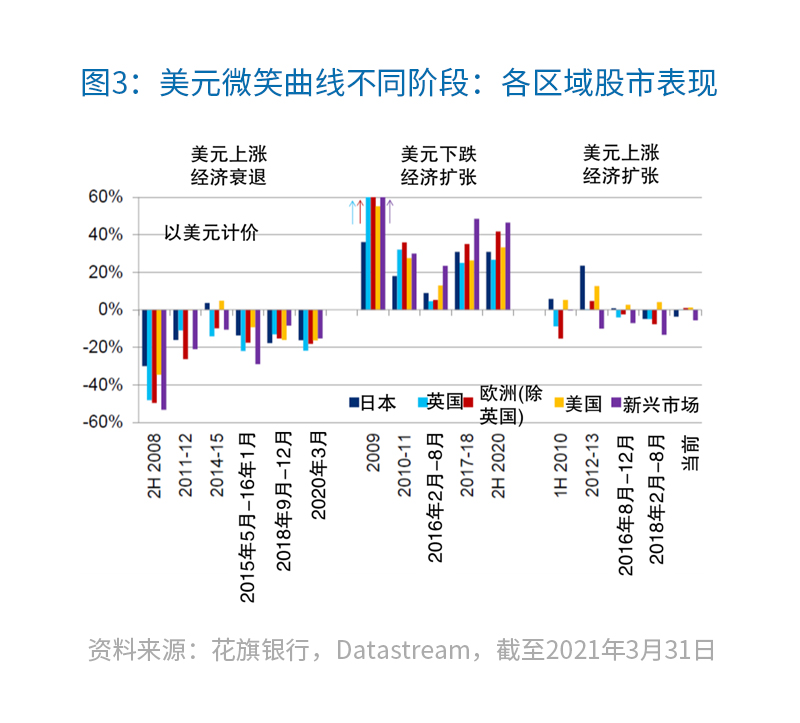 图3：美元微笑曲线不同阶段：各区域股市表现
美元上涨
经济衰退
美元下跌
经济扩张
美元上涨
经济扩张
以美元计价
60%
40%
20%
0%
-20%
-40%
-60%
日本
英国
欧洲(除
英国)
美国
新兴市场
2H 2008
2011-12
2014-15
2015年5月-16年1月
2018年9月-12月
2020年3月
2009
2010-11
2016年2月-8月
2017-18
2H 2020
1H 2010
2012-13
2016年8月-12月
2018年2月-8月
当前
资料来源：花旗银行，Datastream，截至2021年3月31日